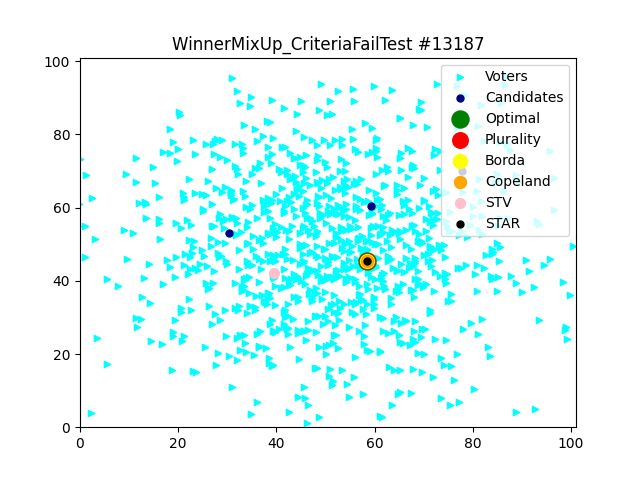 WinnerMixUp_CriteriaFailTest #13187
100
80
60
40
20
0
0 20 40 60 80 100
Voters
Candidates
Optimal
Plurality
Borda
Copeland
STV
STAR